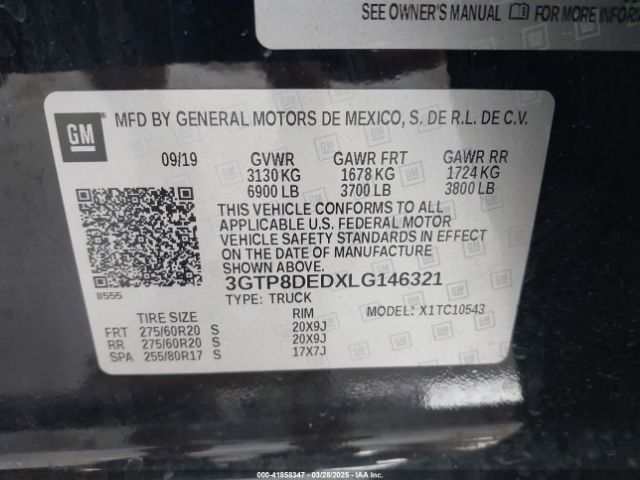 SEE OWNER'S MANUAL FOR MORE
GM
MFD BY GENERAL MOTORS DE MEXICO, S. DE R.L. DE C.V.
09/19 GVWR GAWR FRT GAWR RR
3130 KG 1678 KG 1724 KG
6900 LB 3700 LB 3800 LB
THIS VEHICLE CONFORMS TO ALL
APPLICABLE U.S. FEDERAL MOTOR
VEHICLE SAFETY STANDARDS IN EFFECT
ON THE DATE OF MANUFACTURE
SHOWN ABOVE.
3GTP8DEDXLG146321
8555
TYPE: TRUCK MODEL: X1TC10543
TIRE SIZE RIM
FRT 275/60R20 S 20X9J
RR 275/60R20 S 20X9J
SPA 255/80R17 S 17X7J
© 000-41858347 | 03/28/2025 | IAA Inc.